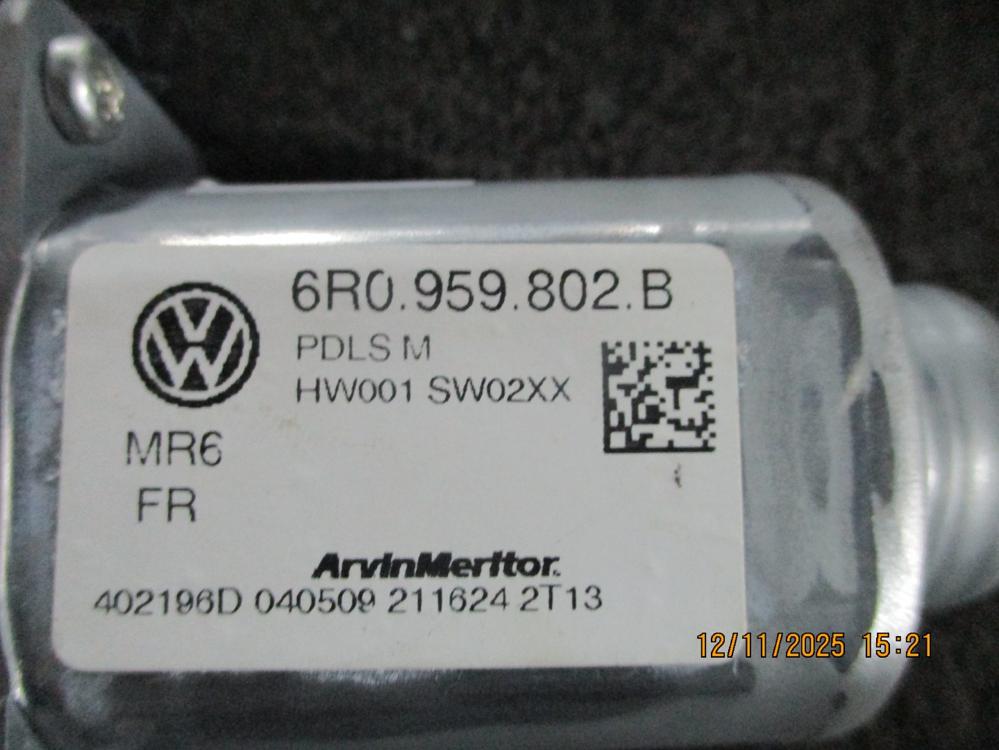 6R0.959.802.B
PDLS M
HW001 SW02XX
MR6
FR
ArvinMeritor.
402196D 040509 211624 2T13
12/11/2025 15:21